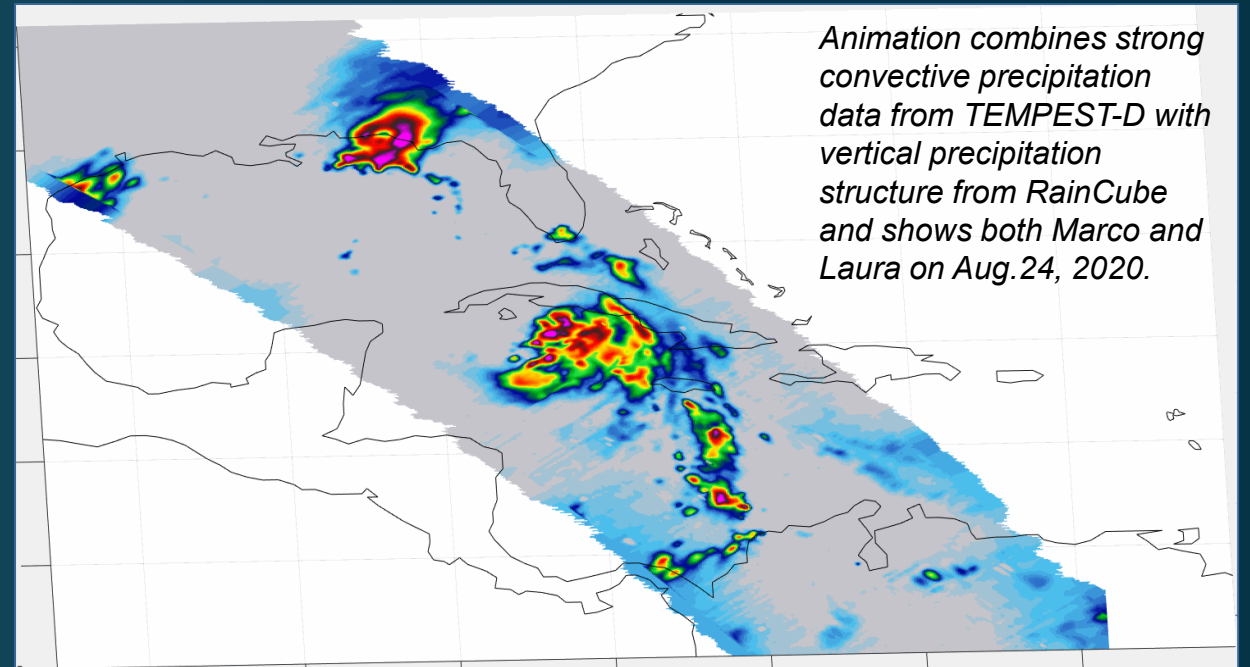 Animation combines strong
convective precipitation
data from TEMPEST-D with
vertical precipitation
structure from RainCube
and shows both Marco and
Laura on Aug.24, 2020.